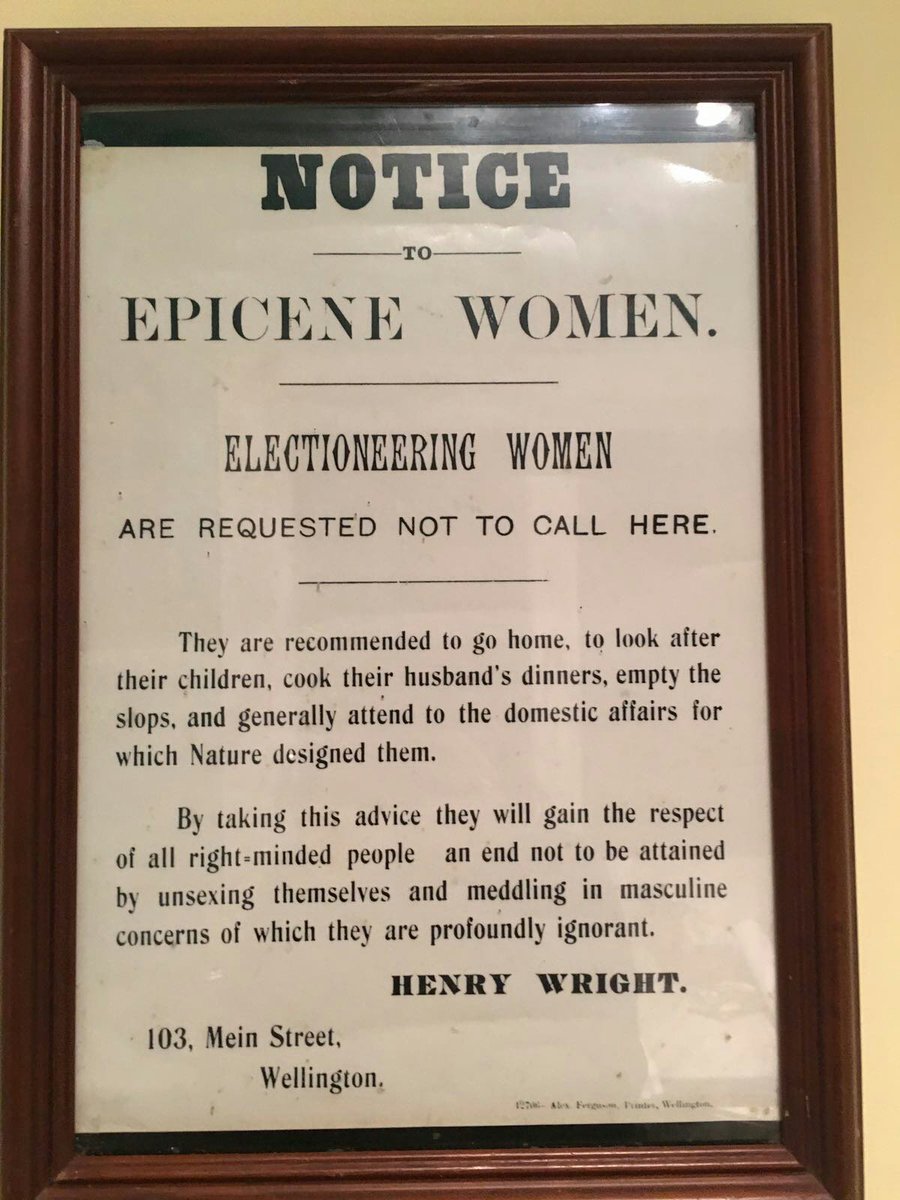 NOTICE
TO
EPICENE WOMEN.
ELECTIONEERING WOMEN
ARE REQUESTED NOT TO CALL HERE.
They are recommended to go home, to look after
their children, cook their husband's dinners, empty the
slops, and generally attend to the domestic affairs for
which Nature designed them.
By taking this advice they will gain the respect
of all right=minded people an end not to be attained
by unsexing themselves and meddling in masculine
concerns of which they are profoundly ignorant.
HENRY WRIGHT.
103, Mein Street,
Wellington.
Alex. Ferguson, Printer, Wellington.